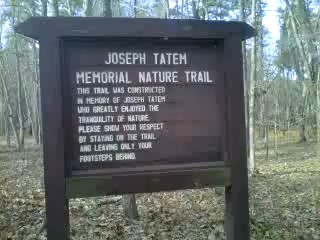 JOSEPH TATEM
MEMORIAL NATURE TRAIL
THIS TRAIL WAS CONSTRUCTED
IN MEMORY OF JOSEPH TATEM
WHO GREATLY ENJOYED THE
TRANQUILITY OF NATURE.
PLEASE SHOW YOUR RESPECT
BY STAYING ON THE TRAIL
AND LEAVING ONLY YOUR
FOOTSTEPS BEHIND.